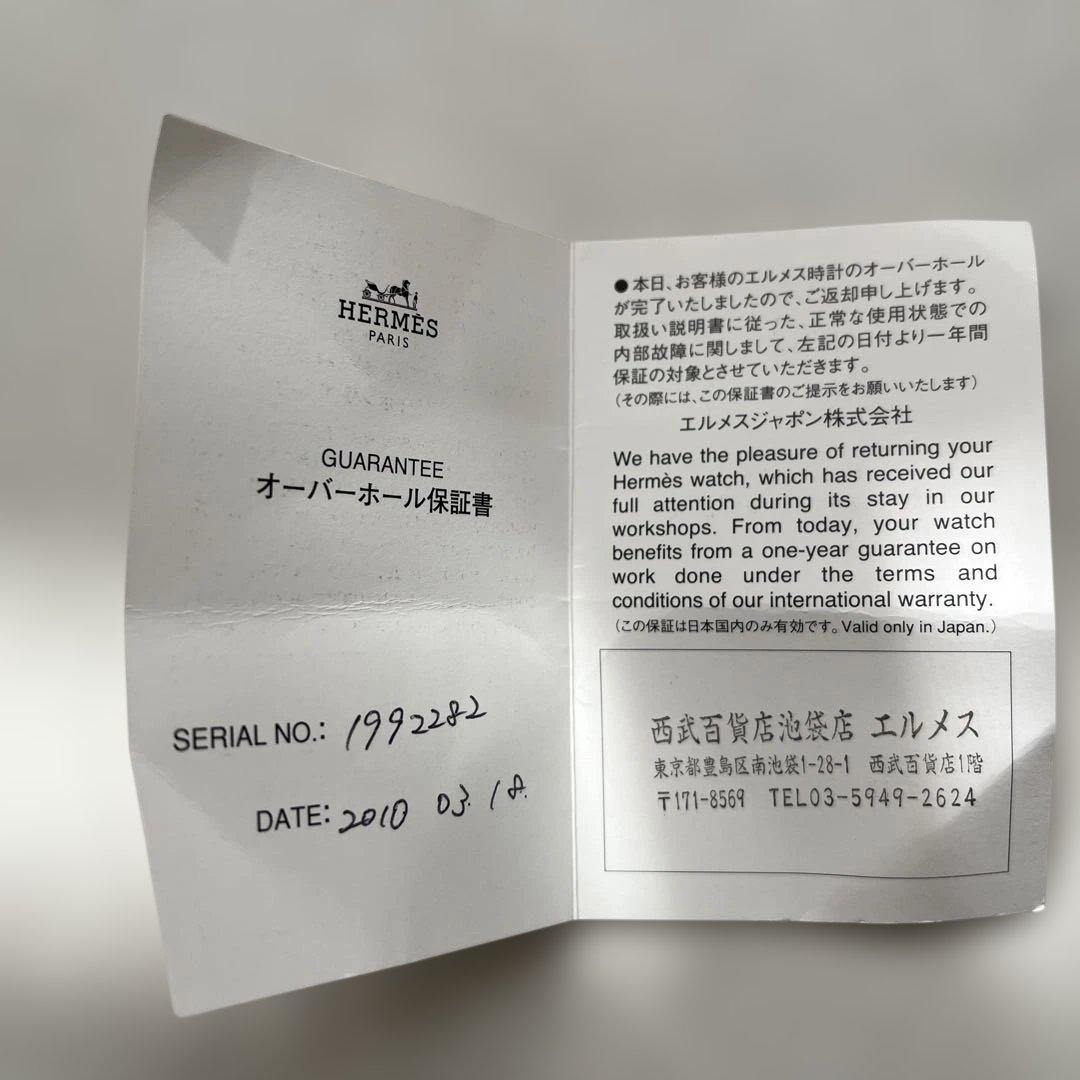 HERMÈS
PARIS
GUARANTEE
オーバーホール保証書
SERIAL NO.: 1992282
DATE: 2010 03. 18.
●本日、お客様のエルメス時計のオーバーホール
が完了いたしましたので、ご返却申し上げます。
取扱い説明書に従った、正常な使用状態での
内部故障に関しまして、左記の日付より一年間
保証の対象とさせていただきます。
(その際には、この保証書のご提示をお願いいたします)
エルメスジャポン株式会社
We have the pleasure of returning your
Hermès watch, which has received our
full attention during its stay in our
workshops. From today, your watch
benefits from a one-year guarantee on
work done under the terms and
conditions of our international warranty.
(この保証は日本国内のみ有効です。Valid only in Japan.)
西武百貨店池袋店 エルメス
東京都豊島区南池袋1-28-1 西武百貨店1階
〒171-8569 TEL03-5949-2624